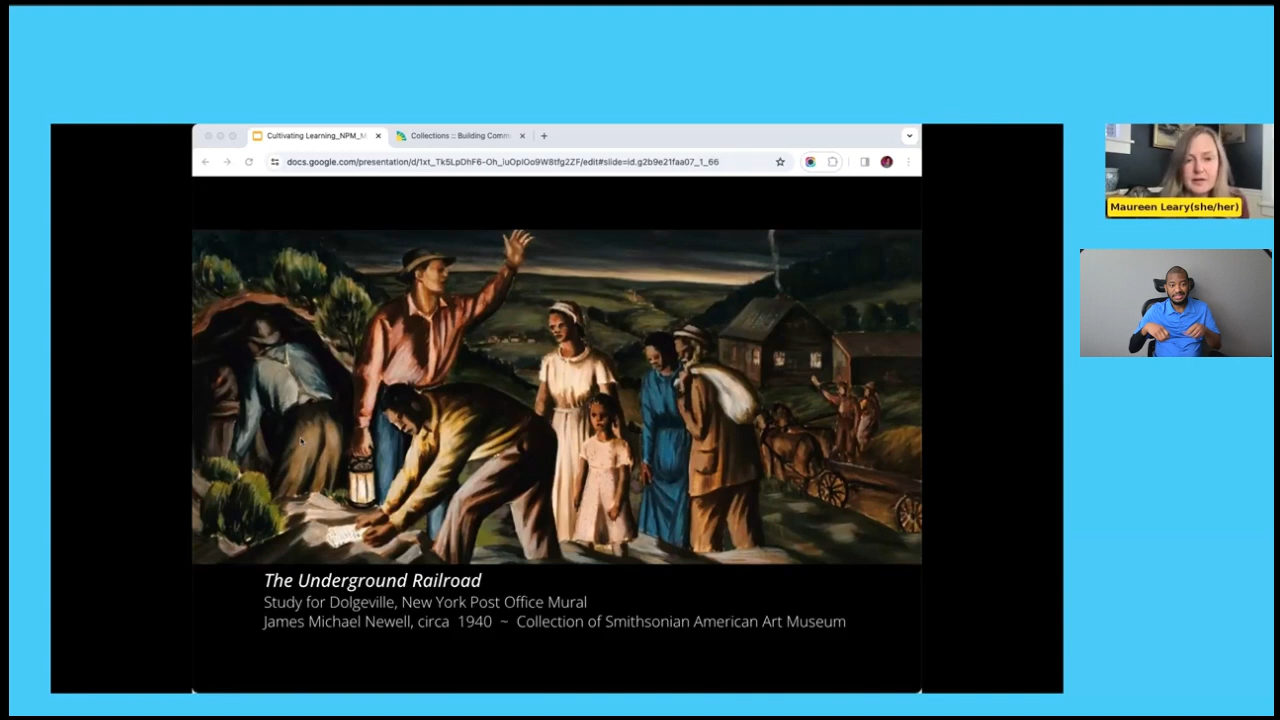 Cultivating Learning_NPM_M
Collections :: Building Comm
docs.google.com/presentation/d/1xt_Tk5LpDhF6-Oh_iuOpIOo9W8tfg2ZF/edit#slide=id.g2b9e21faa07_1_66
Maureen Leary(she/her)
The Underground Railroad
Study for Dolgeville, New York Post Office Mural
James Michael Newell, circa 1940 ~ Collection of Smithsonian American Art Museum